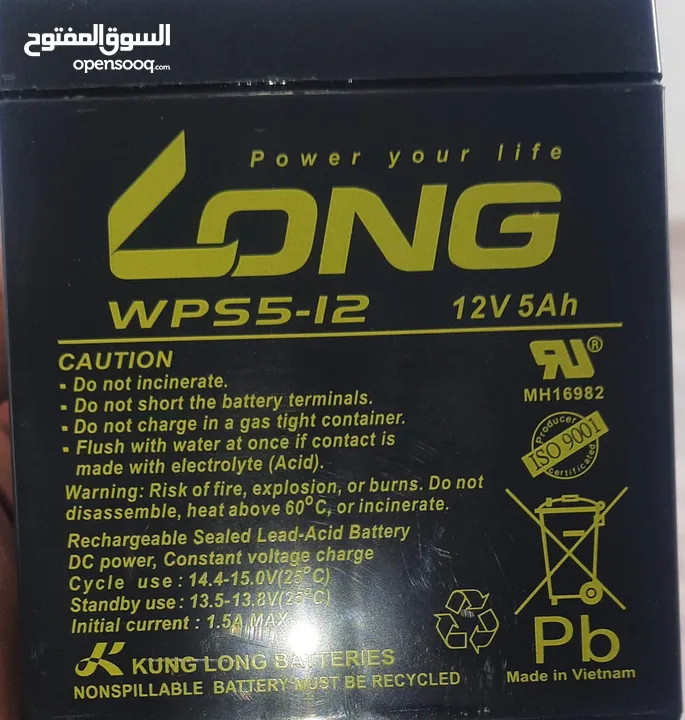 السوق المفتوح
opensooq.com
Power your life
LONG
WPS5-12 12V 5Ah
CAUTION
▪ Do not incinerate.
▪ Do not short the battery terminals.
▪ Do not charge in a gas tight container.
▪ Flush with water at once if contact is
made with electrolyte (Acid).
Warning: Risk of fire, explosion, or burns. Do not
disassemble, heat above 60°C, or incinerate.
Rechargeable Sealed Lead-Acid Battery
DC power, Constant voltage charge
Cycle use : 14.4-15.0V(25°C)
Standby use : 13.5-13.8V(25°C)
Initial current : 1.5A MAX
KUNG LONG BATTERIES
NONSPILLABLE BATTERY MUST BE RECYCLED
RU®
MH16982
Producer
ISO 9001
Certificated
Pb
Made in Vietnam